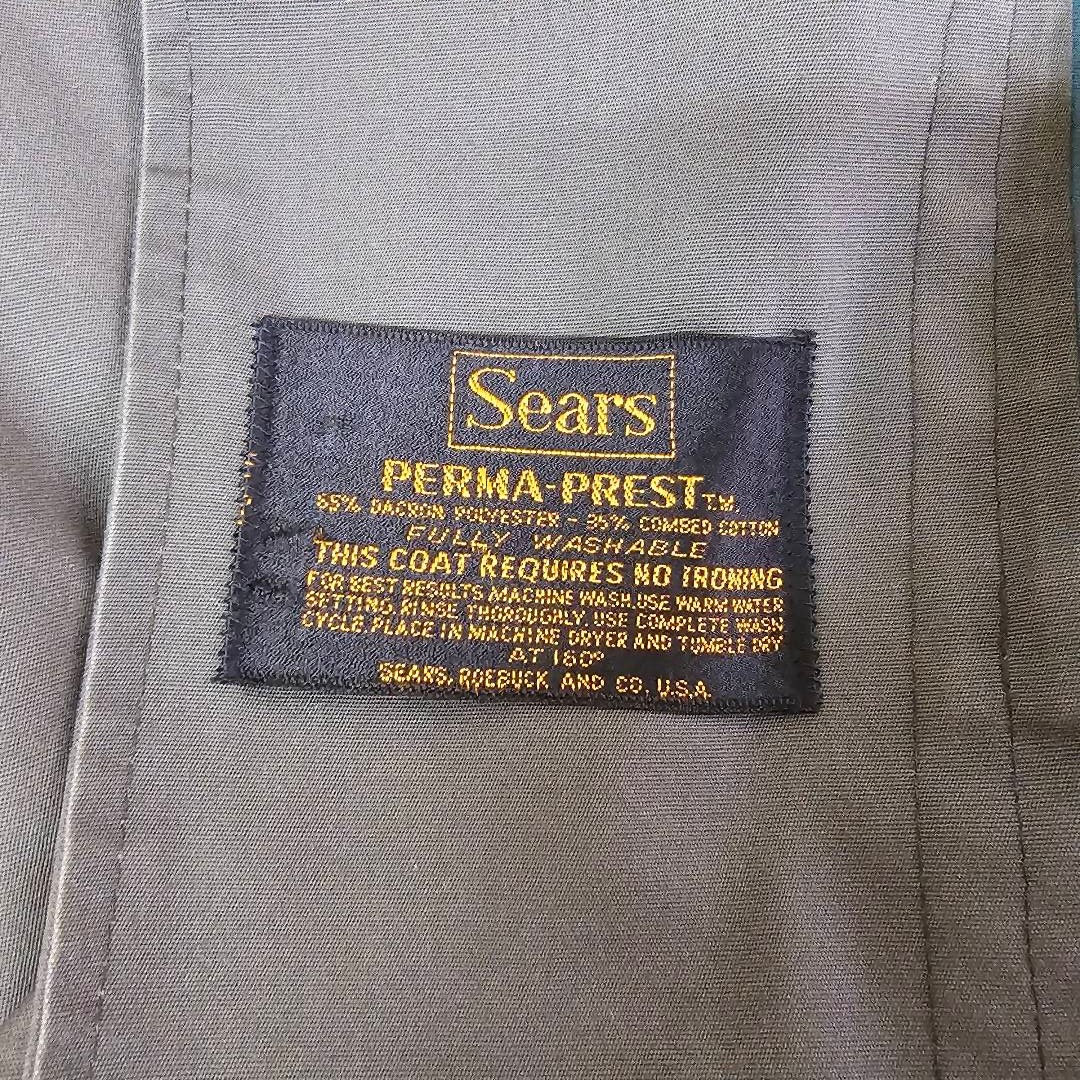 Sears
PERMA-PREST™
65% DACRON POLYESTER - 35% COMBED COTTON
FULLY WASHABLE
THIS COAT REQUIRES NO IRONING
FOR BEST RESULTS MACHINE WASH. USE WARM WATER
SETTING. RINSE THOROUGHLY. USE COMPLETE WASH
CYCLE. PLACE IN MACHINE DRYER AND TUMBLE DRY
AT 160°
SEARS, ROEBUCK AND CO. U.S.A.